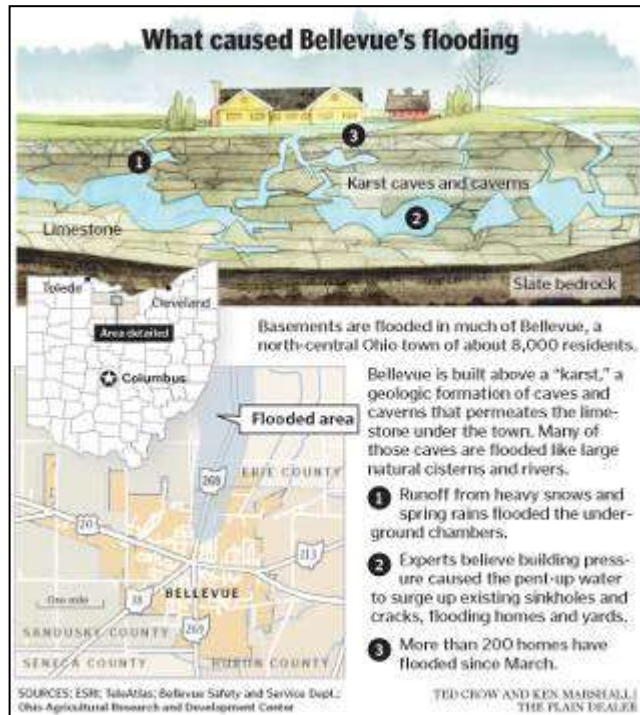 What caused Bellevue's flooding
1
3
Karst caves and caverns
2
Limestone
Slate bedrock
Toledo
Cleveland
Area detailed
Columbus
Basements are flooded in much of Bellevue, a
north-central Ohio town of about 8,000 residents.
Bellevue is built above a "karst," a
geologic formation of caves and
caverns that permeates the lime-
stone under the town. Many of
those caves are flooded like large
natural cisterns and rivers.
1 Runoff from heavy snows and
spring rains flooded the under-
ground chambers.
2 Experts believe building press-
ure caused the pent-up water
to surge up existing sinkholes and
cracks, flooding homes and yards.
3 More than 200 homes have
flooded since March.
Flooded area
ERIE COUNTY
20
113
BELLEVUE
One mile
18
269
SANDUSKY COUNTY
SENECA COUNTY
HURON COUNTY
SOURCES: ESRI; TeleAtlas; Bellevue Safety and Service Dept.;
Ohio Agricultural Research and Development Center
TED CROW AND KEN MARSHALL |
THE PLAIN DEALER